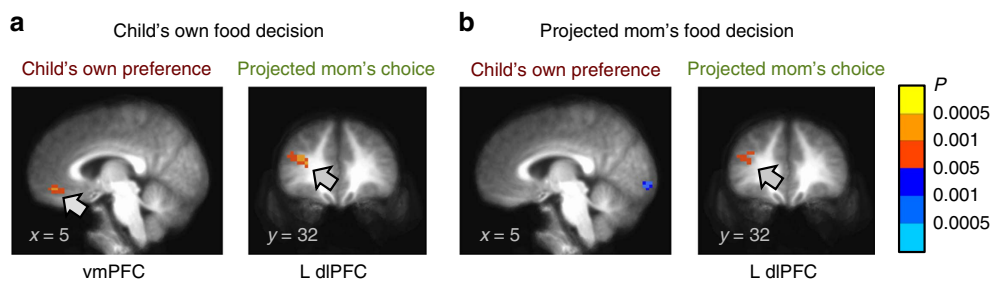 a
Child's own food decision
Child's own preference
Projected mom's choice
x = 5
y = 32
vmPFC
L dlPFC
b
Projected mom's food decision
Child's own preference
Projected mom's choice
x = 5
y = 32
L dlPFC
P
0.0005
0.001
0.005
0.001
0.0005